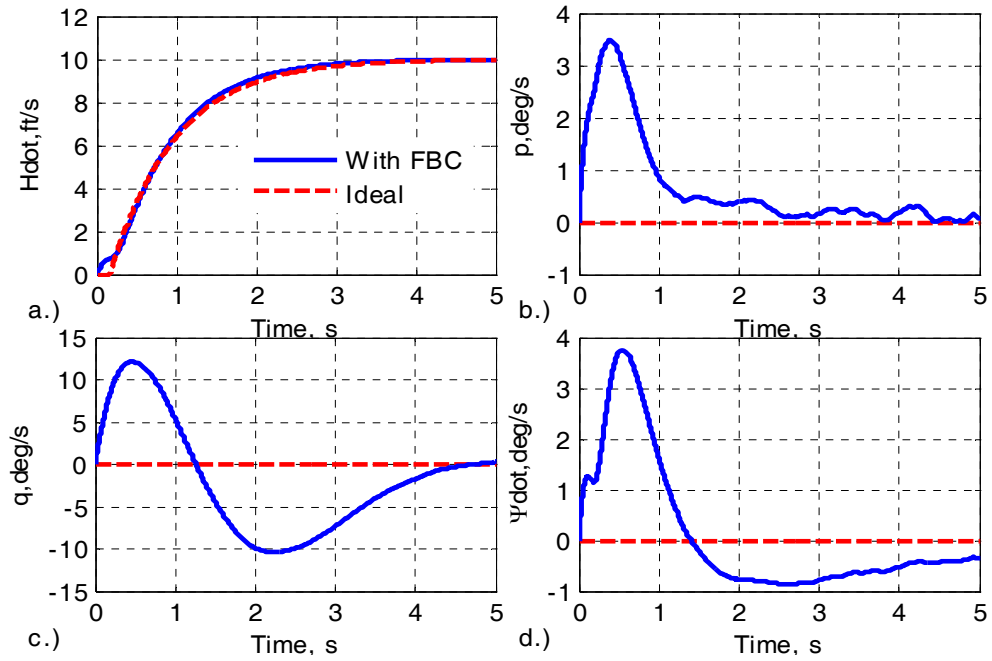 12
10
8
6
4
2
0
Hdot,ft/s
With FBC
Ideal
0 1 2 3 4 5
a.)
Time, s
4
3
2
1
0
-1
p,deg/s
0 1 2 3 4 5
b.)
Time, s
15
10
5
0
-5
-10
-15
q,deg/s
0 1 2 3 4 5
c.)
Time, s
4
3
2
1
0
-1
Ψdot,deg/s
0 1 2 3 4 5
d.)
Time, s